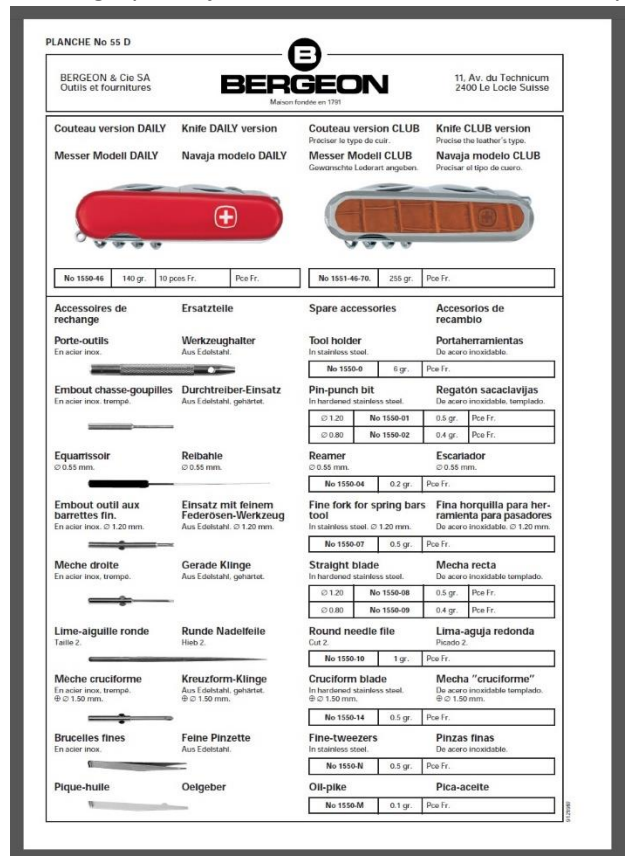 PLANCHE No 55 D
BERGEON & Cie SA
Outils et fournitures
B
BERGEON
Maison fondée en 1791
11, Av. du Technicum
2400 Le Locle Suisse
Couteau version DAILY
Knife DAILY version
Messer Modell DAILY
Navaja modelo DAILY
Couteau version CLUB
Préciser le type de cuir.
Knife CLUB version
Precise the leather's type.
Messer Modell CLUB
Gewünschte Lederart angeben.
Navaja modelo CLUB
Precisar el tipo de cuero.
No 1550-46 140 gr. 10 pces Fr. Pce Fr.
No 1551-46-70. 255 gr. Pce Fr.
Accessoires de
rechange
Ersatzteile
Spare accessories
Accesorios de
recambio
Porte-outils
En acier inox.
Werkzeughalter
Aus Edelstahl.
Tool holder
In stainless steel.
Portaherramientas
De acero inoxidable.
No 1550-0 6 gr. Pce Fr.
Embout chasse-goupilles
En acier inox. trempé.
Durchtreiber-Einsatz
Aus Edelstahl, gehärtet.
Pin-punch bit
In hardened stainless steel.
Regatón sacaclavijas
De acero inoxidable, templado.
∅ 1.20 No 1550-01 0.5 gr. Pce Fr.
∅ 0.80 No 1550-02 0.4 gr. Pce Fr.
Equarrissoir
∅ 0.55 mm.
Reibahle
∅ 0.55 mm.
Reamer
∅ 0.55 mm.
Escariador
∅ 0.55 mm.
No 1550-04 0.2 gr. Pce Fr.
Embout outil aux
barrettes fin.
En acier inox. ∅ 1.20 mm.
Einsatz mit feinem
Federösen-Werkzeug
Aus Edelstahl. ∅ 1.20 mm.
Fine fork for spring bars
tool
In stainless steel. ∅ 1.20 mm.
Fina horquilla para her-
ramienta para pasadores
De acero inoxidable. ∅ 1.20 mm.
No 1550-07 0.5 gr. Pce Fr.
Mèche droite
En acier inox, trempé.
Gerade Klinge
Aus Edelstahl, gehärtet.
Straight blade
In hardened stainless steel.
Mecha recta
De acero inoxidable templado.
∅ 1.20 No 1550-08 0.5 gr. Pce Fr.
∅ 0.80 No 1550-09 0.4 gr. Pce Fr.
Lime-aiguille ronde
Taille 2.
Runde Nadelfeile
Hieb 2.
Round needle file
Cut 2.
Lima-aguja redonda
Picado 2.
No 1550-10 1 gr. Pce Fr.
Mèche cruciforme
En acier inox, trempé.
⊕ ∅ 1.50 mm.
Kreuzform-Klinge
Aus Edelstahl, gehärtet.
⊕ ∅ 1.50 mm.
Cruciform blade
In hardened stainless steel.
⊕ ∅ 1.50 mm.
Mecha "cruciforme"
De acero inoxidable templado.
⊕ ∅ 1.50 mm.
No 1550-14 0.5 gr. Pce Fr.
Brucelles fines
En acier inox.
Feine Pinzette
Aus Edelstahl.
Fine-tweezers
In stainless steel.
Pinzas finas
De acero inoxidable.
No 1550-N 0.5 gr. Pce Fr.
Pique-huile
Oelgeber
Oil-pike
Pica-aceite
No 1550-M 0.1 gr. Pce Fr.